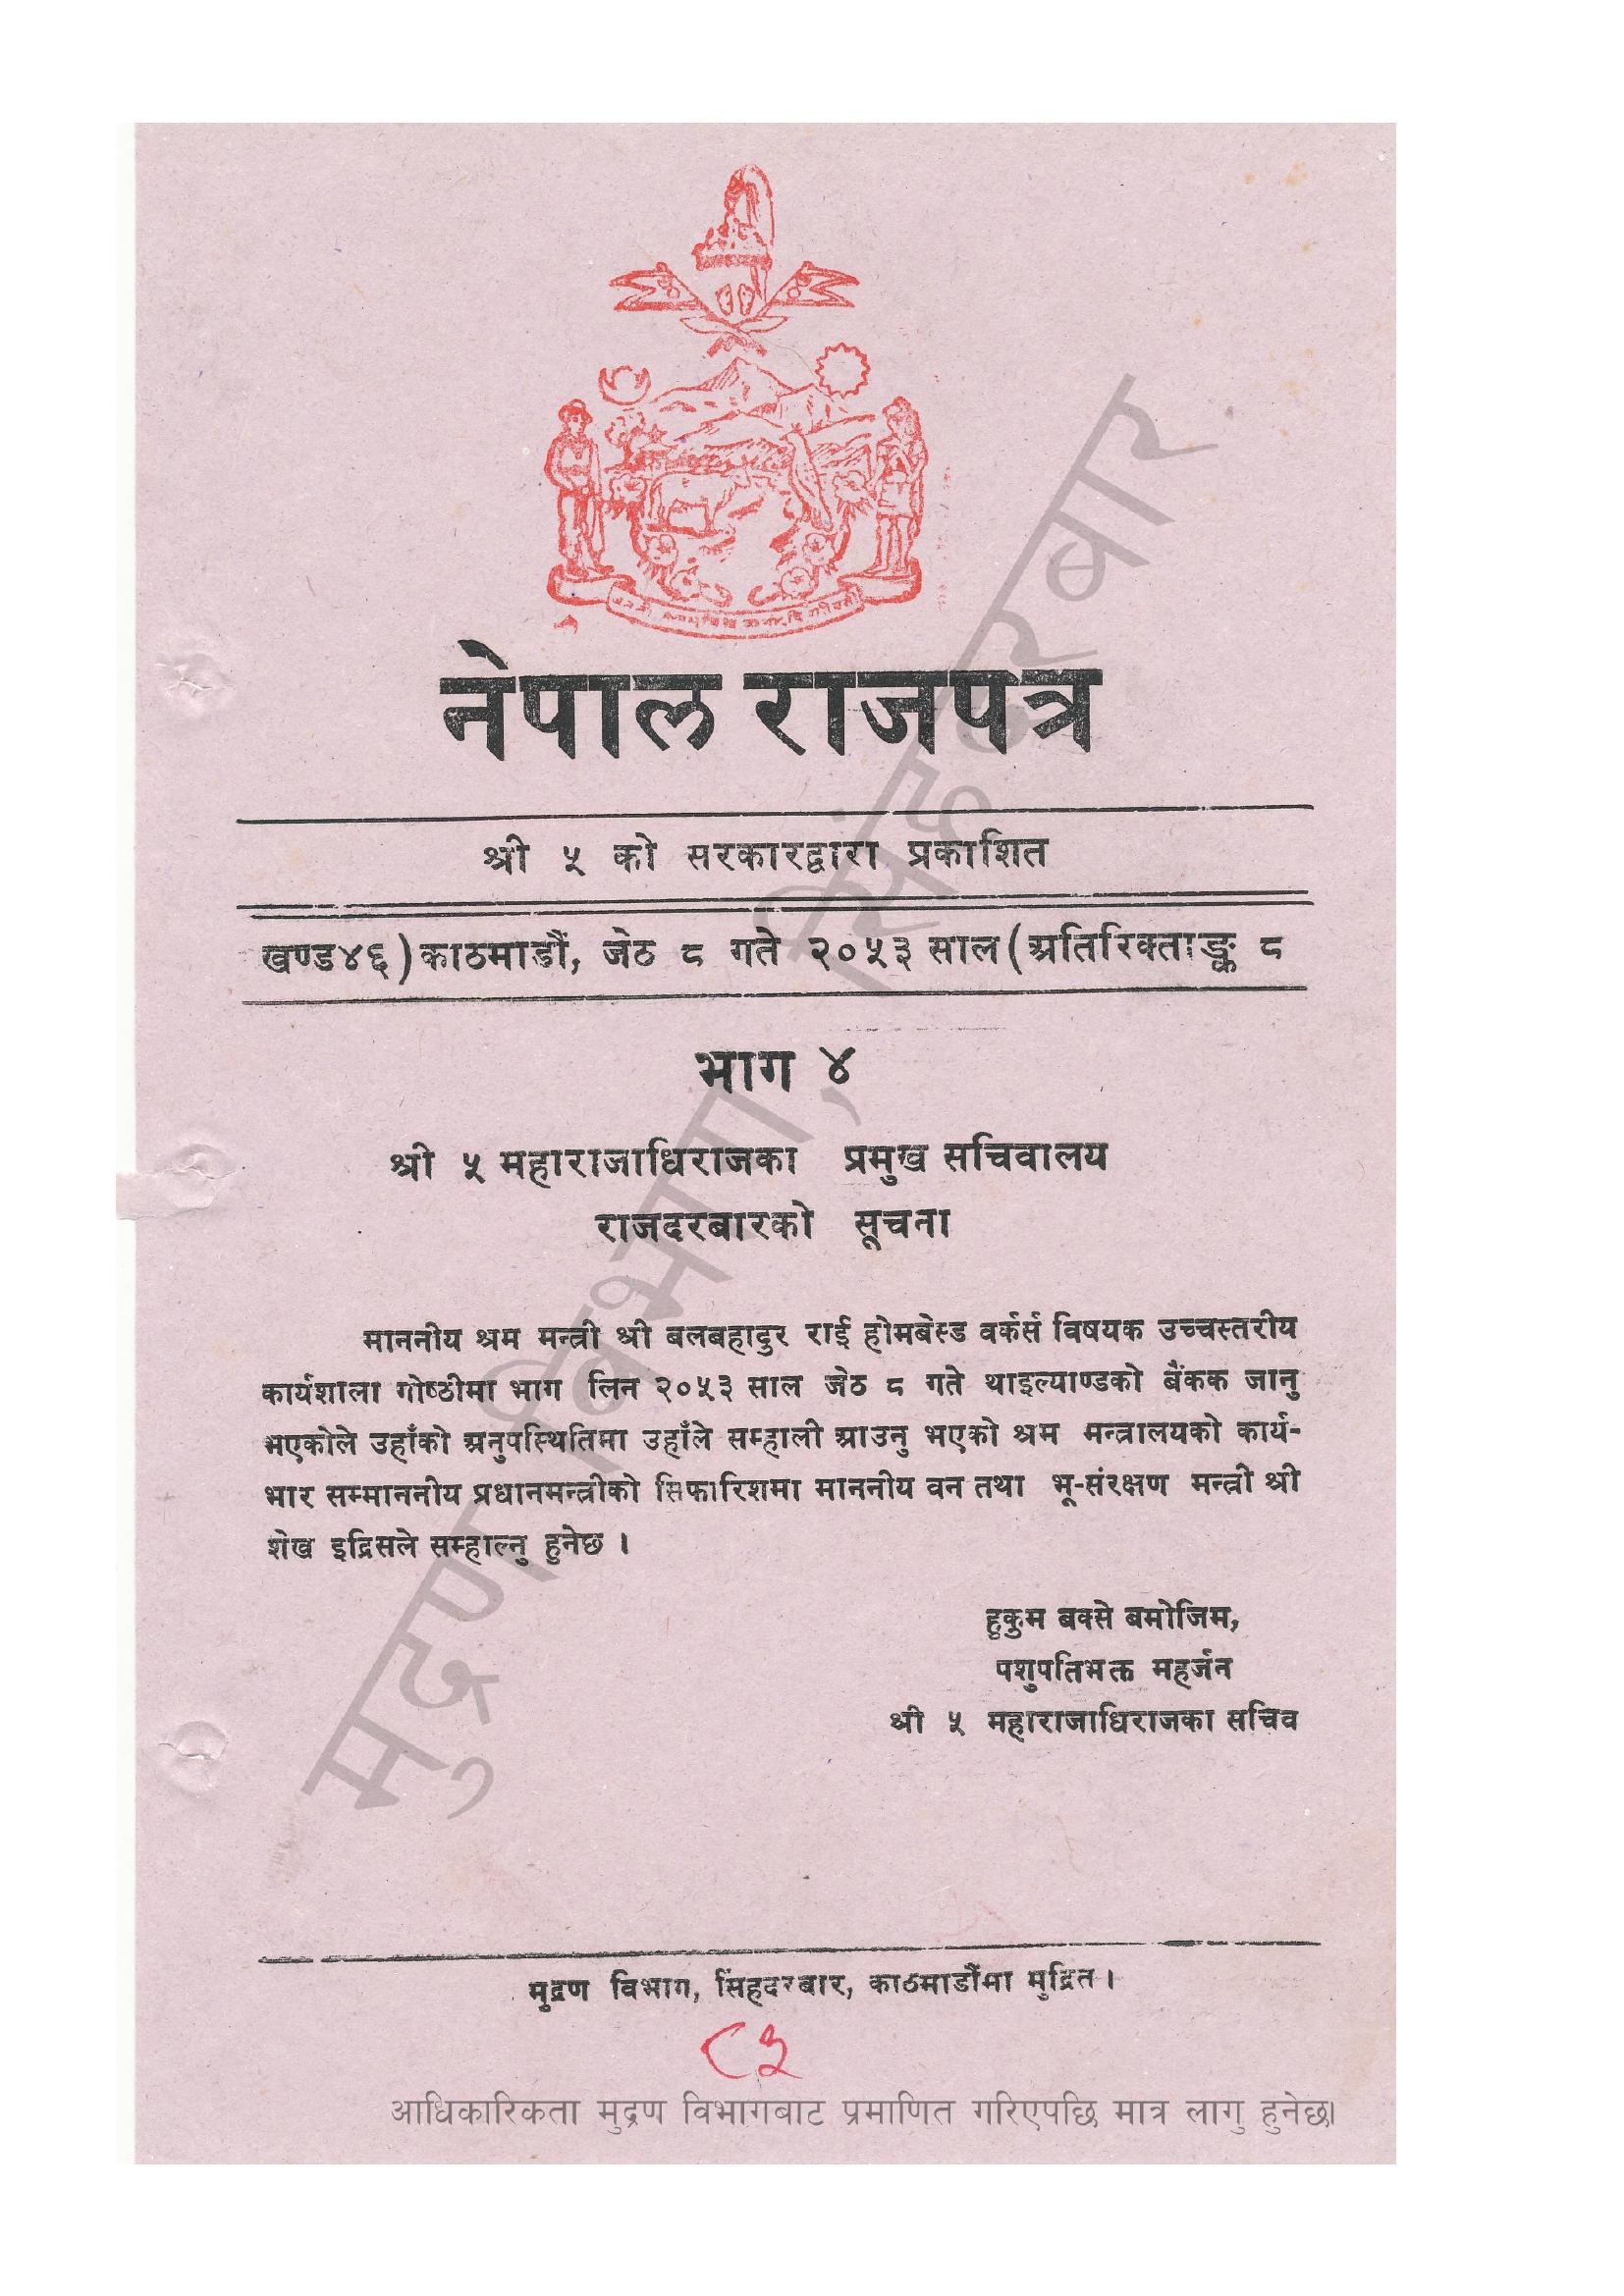 नेपाल राजपत्र
श्री ५ को सरकारद्वारा प्रकाशित
खण्ड४६) काठमाडौं, जेठ ८ गते २०५३ साल (अतिरिक्ताङ्क ८
भाग ४
श्री ५ महाराजाधिराजका प्रमुख सचिवालय
राजदरबारको सूचना
माननीय श्रम मन्त्री श्री बलबहादुर राई होमबेस्ड वर्कर्स विषयक उच्चस्तरीय
कार्यशाला गोष्ठीमा भाग लिन २०५३ साल जेठ ८ गते थाइल्याण्डको बैंकक जानु
भएकोले उहाँको अनुपस्थितिमा उहाँले सम्हाली आउनु भएको श्रम मन्त्रालयको कार्य-
भार सम्माननीय प्रधानमन्त्रीको सिफारिशमा माननीय वन तथा भू-संरक्षण मन्त्री श्री
शेख इद्रिसले सम्हाल्नु हुनेछ ।
हुकुम बक्से बमोजिम,
पशुपतिभक्त महर्जन
श्री ५ महाराजाधिराजका सचिव
मुद्रण विभाग, सिंहदरबार, काठमाडौंमा मुद्रित ।
८३
आधिकारिकता मुद्रण विभागबाट प्रमाणित गरिएपछि मात्र लागु हुनेछ।
मुद्रण विभाग, सिंहदरबार